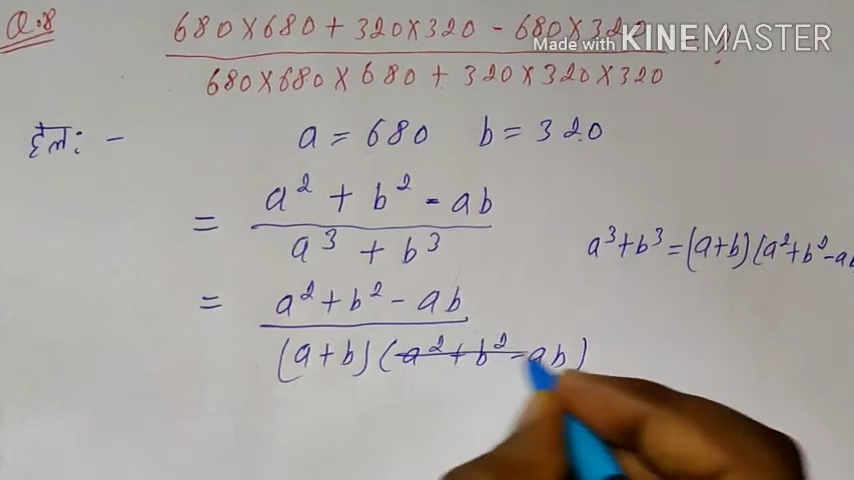 Q.8 680×680 + 320×320 - 680×320
Made with KINEMASTER
680×680×680 + 320×320×320 ?
हल: - a = 680 b = 320
= a² + b² - ab
a³ + b³
a³+b³=(a+b)(a²+b²-ab
= a²+b²-ab
(a+b)(a²+b²-ab)